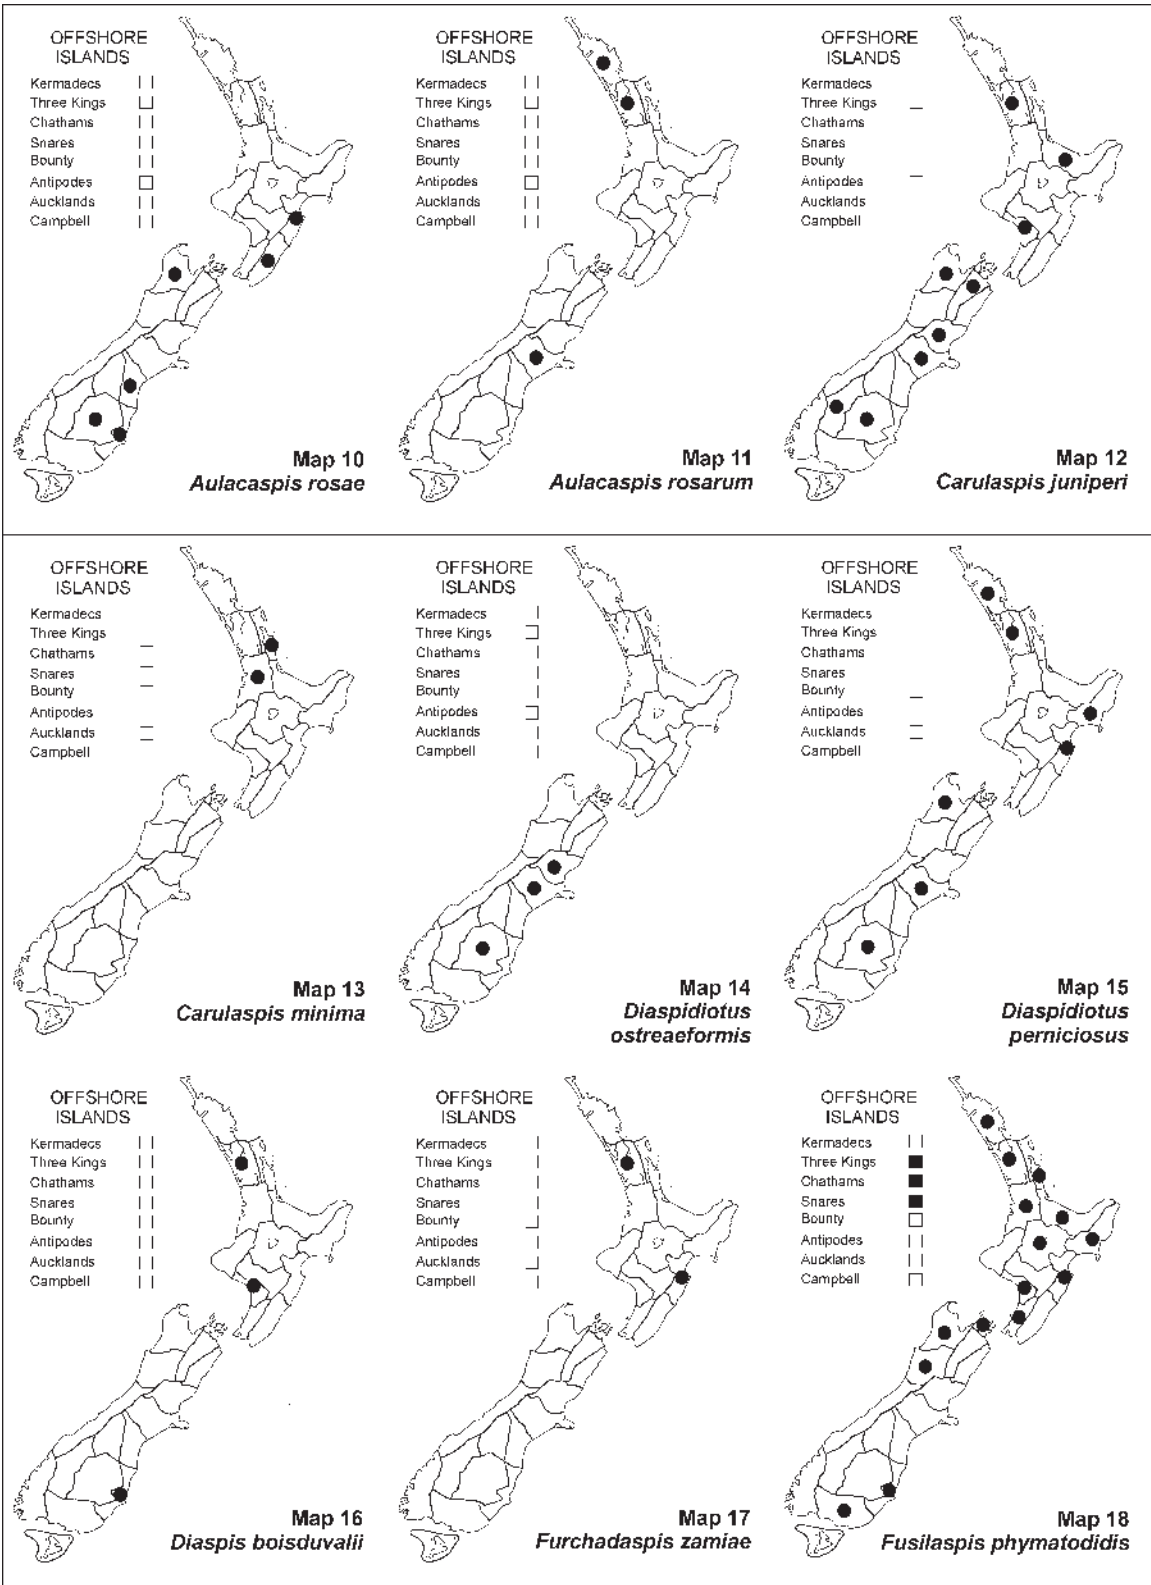 OFFSHORE
ISLANDS
Kermadecs
Three Kings
Chathams
Snares
Bounty
Antipodes
Aucklands
Campbell
Map 10
Aulacaspis rosae
OFFSHORE
ISLANDS
Kermadecs
Three Kings
Chathams
Snares
Bounty
Antipodes
Aucklands
Campbell
Map 11
Aulacaspis rosarum
OFFSHORE
ISLANDS
Kermadecs
Three Kings
Chathams
Snares
Bounty
Antipodes
Aucklands
Campbell
Map 12
Carulaspis juniperi
OFFSHORE
ISLANDS
Kermadecs
Three Kings
Chathams
Snares
Bounty
Antipodes
Aucklands
Campbell
Map 13
Carulaspis minima
OFFSHORE
ISLANDS
Kermadecs
Three Kings
Chathams
Snares
Bounty
Antipodes
Aucklands
Campbell
Map 14
Diaspidiotus
ostreaeformis
OFFSHORE
ISLANDS
Kermadecs
Three Kings
Chathams
Snares
Bounty
Antipodes
Aucklands
Campbell
Map 15
Diaspidiotus
perniciosus
OFFSHORE
ISLANDS
Kermadecs
Three Kings
Chathams
Snares
Bounty
Antipodes
Aucklands
Campbell
Map 16
Diaspis boisduvalii
OFFSHORE
ISLANDS
Kermadecs
Three Kings
Chathams
Snares
Bounty
Antipodes
Aucklands
Campbell
Map 17
Furchadaspis zamiae
OFFSHORE
ISLANDS
Kermadecs
Three Kings
Chathams
Snares
Bounty
Antipodes
Aucklands
Campbell
Map 18
Fusilaspis phymatodidis